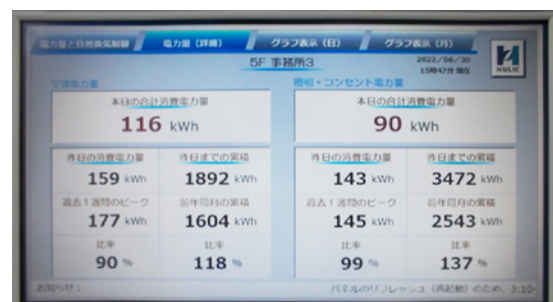 電力量と自然換気制御
電力量（詳細）
グラフ表示（日）
グラフ表示（月）
5F 事務所3
2022/06/30
15時47分 現在
HULIC
空調電力量
照明・コンセント電力量
本日の合計消費電力量
116 kWh
本日の合計消費電力量
90 kWh
昨日の消費電力量
昨日までの累積
159 kWh
1892 kWh
過去1週間のピーク
前年同月の累積
177 kWh
1604 kWh
比率
比率
90 %
118 %
昨日の消費電力量
昨日までの累積
143 kWh
3472 kWh
過去1週間のピーク
前年同月の累積
145 kWh
2543 kWh
比率
比率
99 %
137 %
お知らせ：
パネルのリフレッシュ（再起動）のため、3:10-